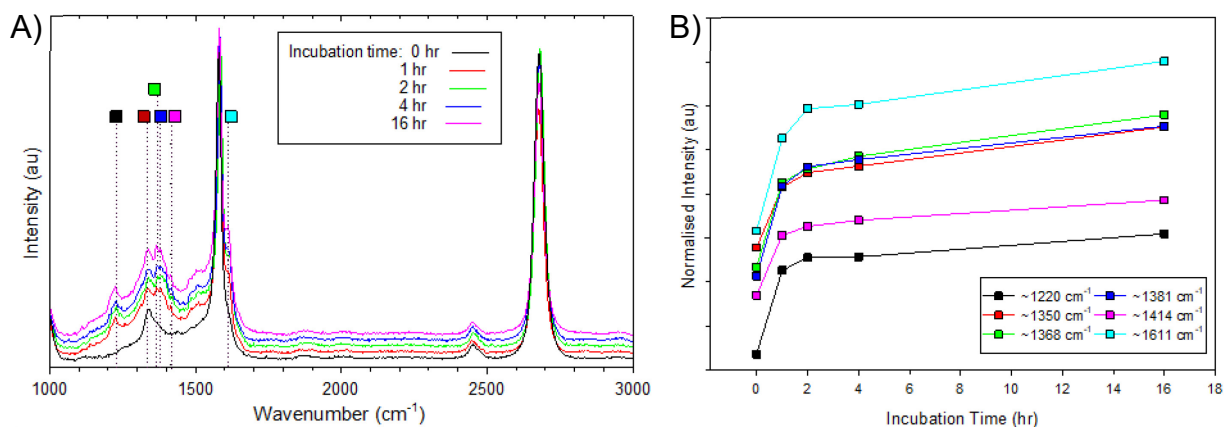 A)
Incubation time: 0 hr
1 hr
2 hr
4 hr
16 hr
Intensity (au)
1000 1500 2000 2500 3000
Wavenumber (cm⁻¹)
B)
Normalised Intensity (au)
~1220 cm⁻¹ ~1381 cm⁻¹
~1350 cm⁻¹ ~1414 cm⁻¹
~1368 cm⁻¹ ~1611 cm⁻¹
0 2 4 6 8 10 12 14 16 18
Incubation Time (hr)